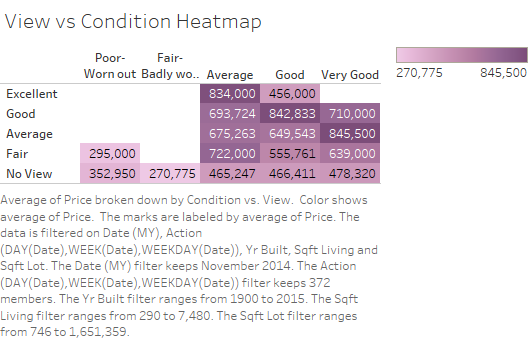 View vs Condition Heatmap
Poor- Fair-
Worn out Badly wo.. Average Good Very Good
270,775 845,500
Excellent 834,000 456,000
Good 693,724 842,833 710,000
Average 675,263 649,543 845,500
Fair 295,000 722,000 555,761 639,000
No View 352,950 270,775 465,247 466,411 478,320
Average of Price broken down by Condition vs. View. Color shows
average of Price. The marks are labeled by average of Price. The
data is filtered on Date (MY), Action
(DAY(Date),WEEK(Date),WEEKDAY(Date)), Yr Built, Sqft Living and
Sqft Lot. The Date (MY) filter keeps November 2014. The Action
(DAY(Date),WEEK(Date),WEEKDAY(Date)) filter keeps 372
members. The Yr Built filter ranges from 1900 to 2015. The Sqft
Living filter ranges from 290 to 7,480. The Sqft Lot filter ranges
from 746 to 1,651,359.